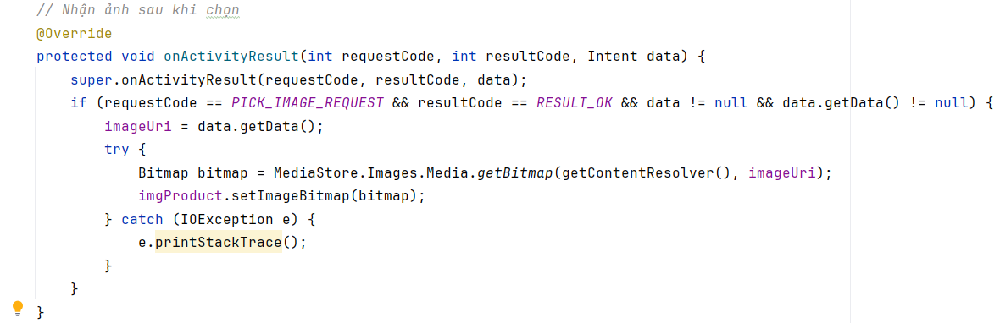 // Nhận ảnh sau khi chọn
@Override
protected void onActivityResult(int requestCode, int resultCode, Intent data) {
    super.onActivityResult(requestCode, resultCode, data);
    if (requestCode == PICK_IMAGE_REQUEST && resultCode == RESULT_OK && data != null && data.getData() != null) {
        imageUri = data.getData();
        try {
            Bitmap bitmap = MediaStore.Images.Media.getBitmap(getContentResolver(), imageUri);
            imgProduct.setImageBitmap(bitmap);
        } catch (IOException e) {
            e.printStackTrace();
        }
    }
}